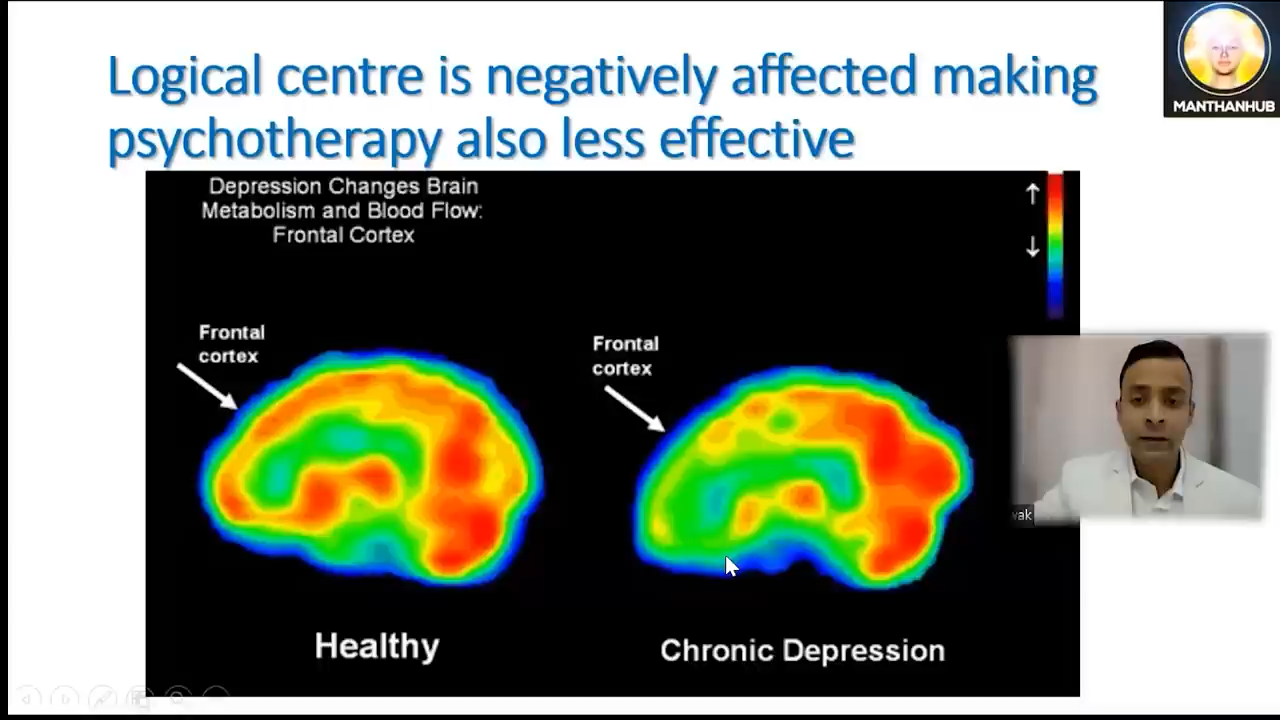 Logical centre is negatively affected making
psychotherapy also less effective
MANTHANHUB
Depression Changes Brain
Metabolism and Blood Flow:
Frontal Cortex
Frontal
cortex
Frontal
cortex
Healthy
Chronic Depression